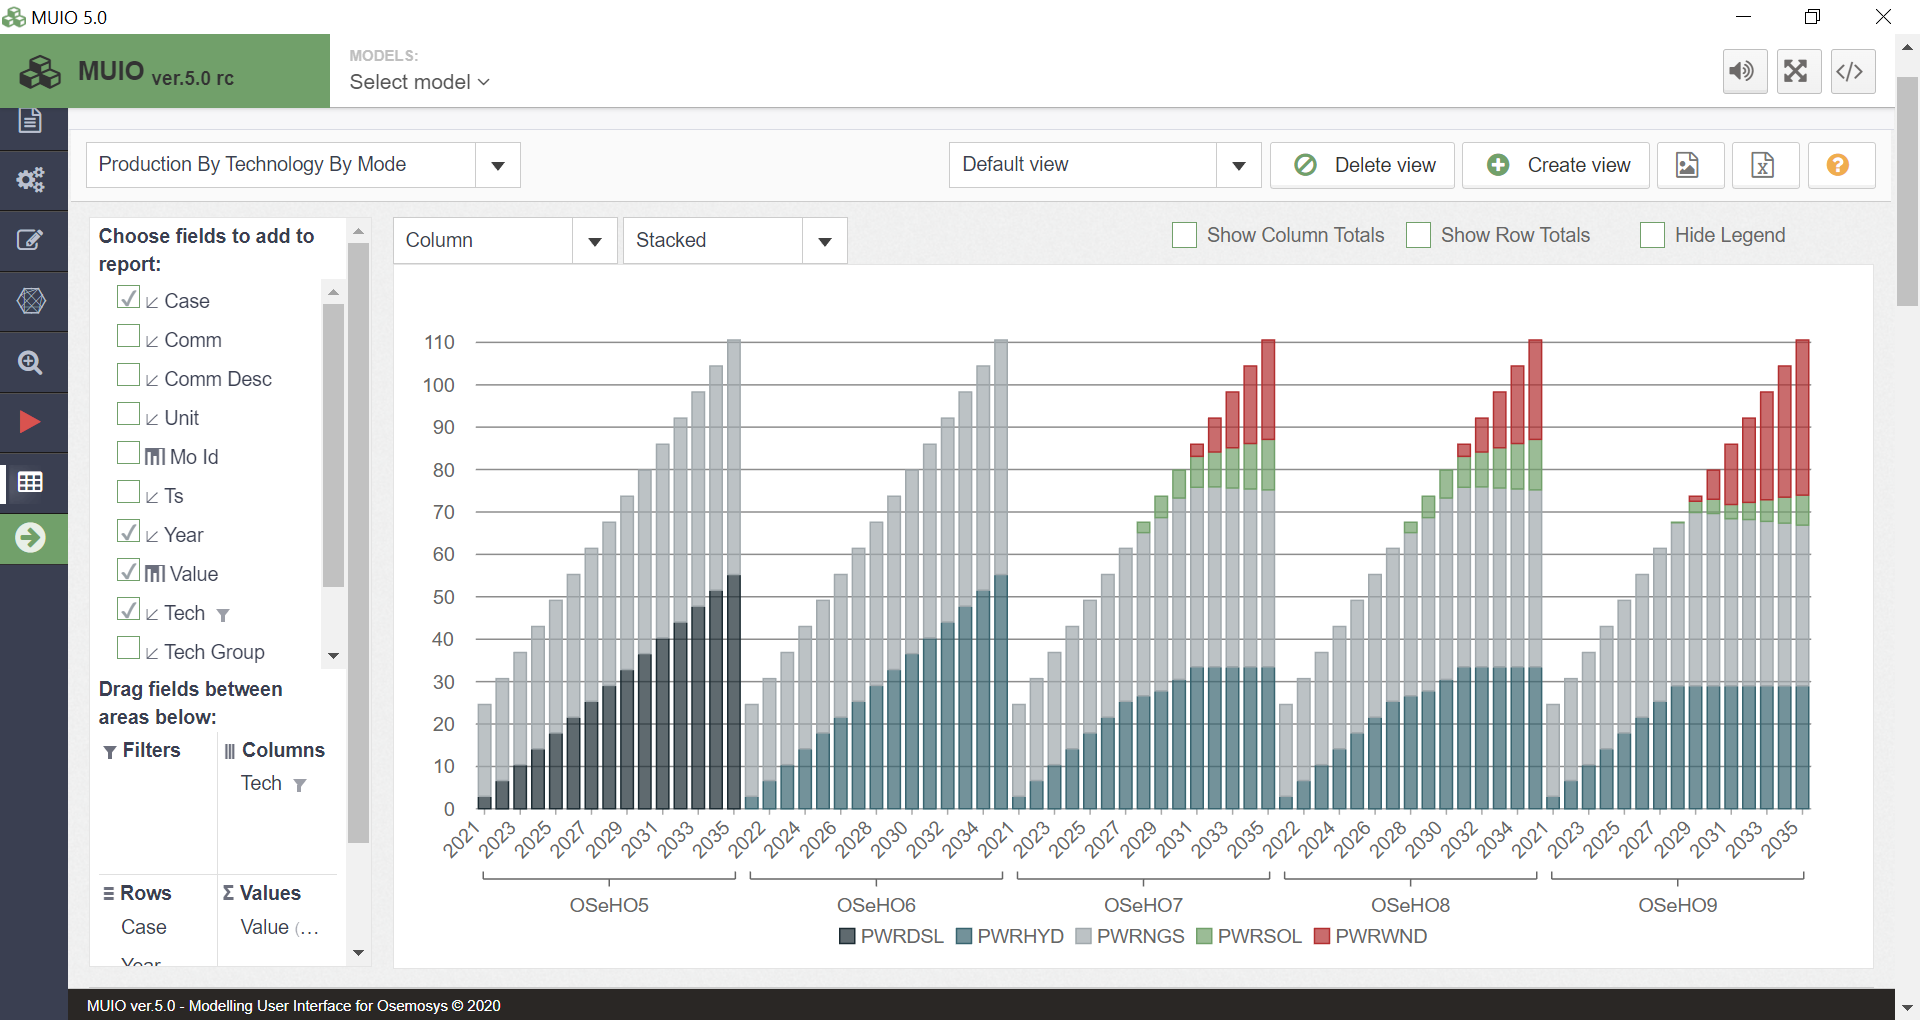 MUIO 5.0
MUIO ver.5.0 rc
MODELS:
Select model
Production By Technology By Mode
Default view
Delete view
Create view
Choose fields to add to
report:
Case
Comm
Comm Desc
Unit
Mo Id
Ts
Year
Value
Tech
Tech Group
Drag fields between
areas below:
Filters
Columns
Tech
Rows
Σ Values
Case
Value (...
Year
Column
Stacked
Show Column Totals
Show Row Totals
Hide Legend
110
100
90
80
70
60
50
40
30
20
10
0
2021 2023 2025 2027 2029 2031 2033 2035 2022 2024 2026 2028 2030 2032 2034 2021 2023 2025 2027 2029 2031 2033 2035 2022 2024 2026 2028 2030 2032 2034 2021 2023 2025 2027 2029 2031 2033 2035
OSeHO5 OSeHO6 OSeHO7 OSeHO8 OSeHO9
PWRDSL PWRHYD PWRNGS PWRSOL PWRWND
MUIO ver.5.0 - Modelling User Interface for Osemosys © 2020